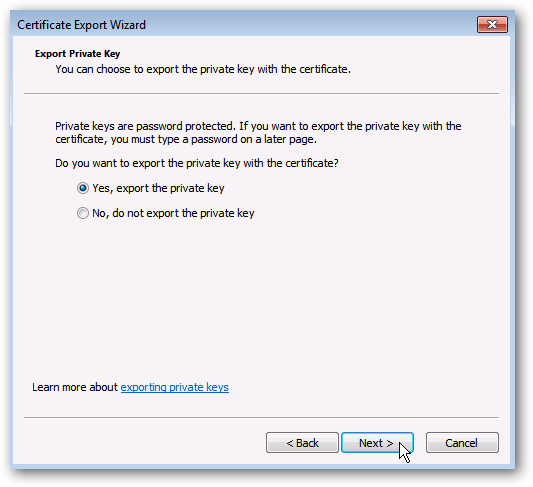 Certificate Export Wizard
Export Private Key
You can choose to export the private key with the certificate.
Private keys are password protected. If you want to export the private key with the
certificate, you must type a password on a later page.
Do you want to export the private key with the certificate?
Yes, export the private key
No, do not export the private key
Learn more about exporting private keys
< Back Next > Cancel